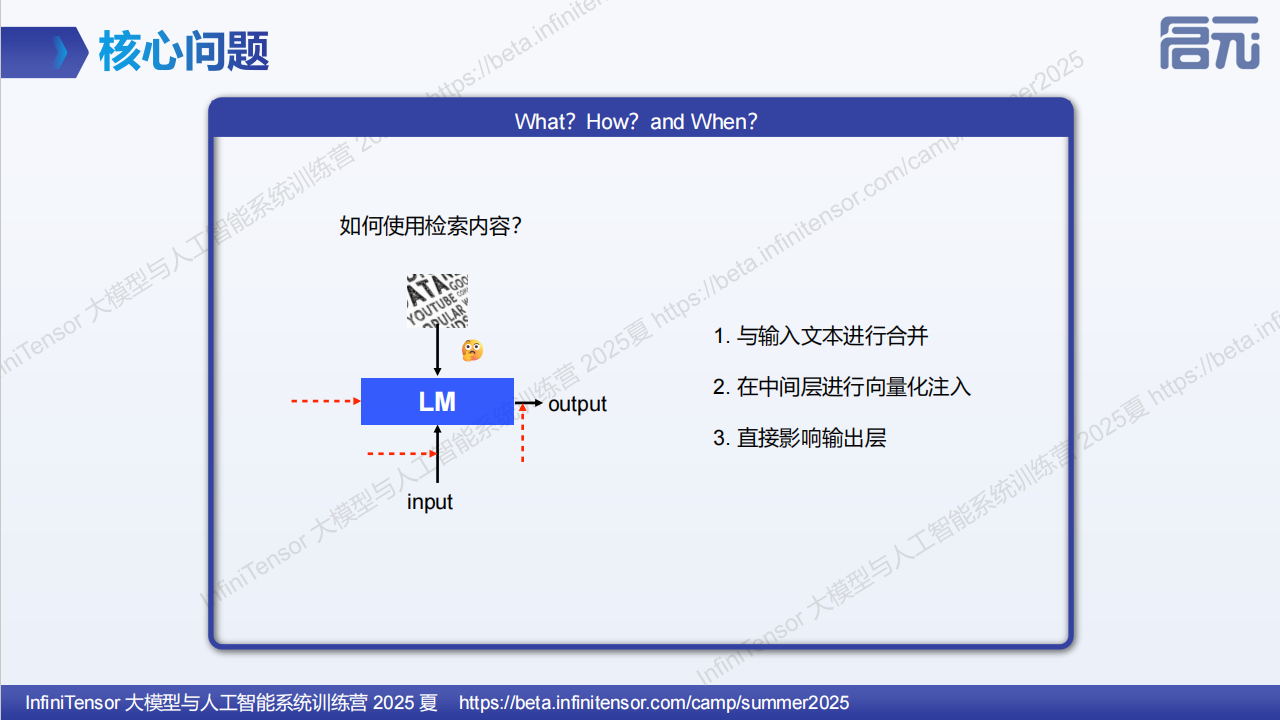 核心问题
启元
What? How? and When?
如何使用检索内容?
ATA
GOO
YOUTUBE
OPULAR
LM
output
input
1. 与输入文本进行合并
2. 在中间层进行向量化注入
3. 直接影响输出层
InfiniTensor 大模型与人工智能系统训练营 2025夏 https://beta.infinitensor.com/camp/summer2025
InfiniTensor 大模型与人工智能系统训练营 2025 夏 https://beta.infinitensor.com/camp/summer2025